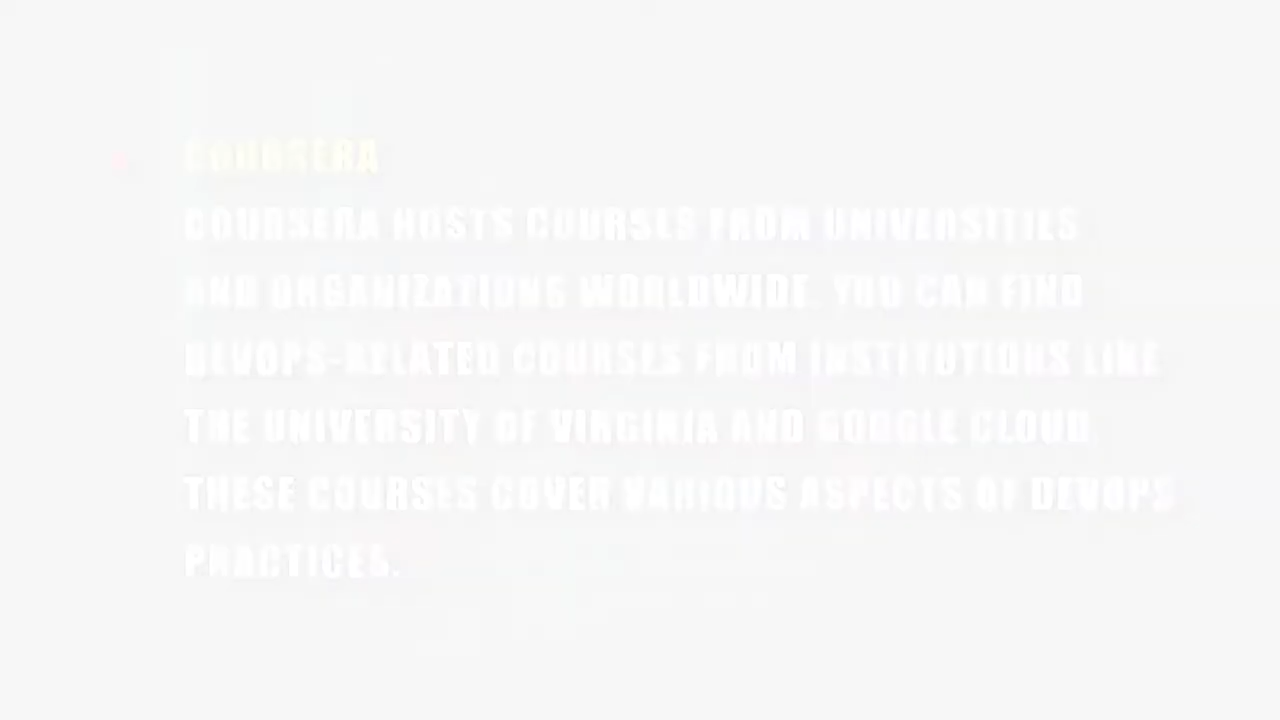 COURSERA
COURSERA HOSTS COURSES FROM UNIVERSITIES
AND ORGANIZATIONS WORLDWIDE. YOU CAN FIND
DEVOPS-RELATED COURSES FROM INSTITUTIONS LIKE
THE UNIVERSITY OF VIRGINIA AND GOOGLE CLOUD.
THESE COURSES COVER VARIOUS ASPECTS OF DEVOPS
PRACTICES.